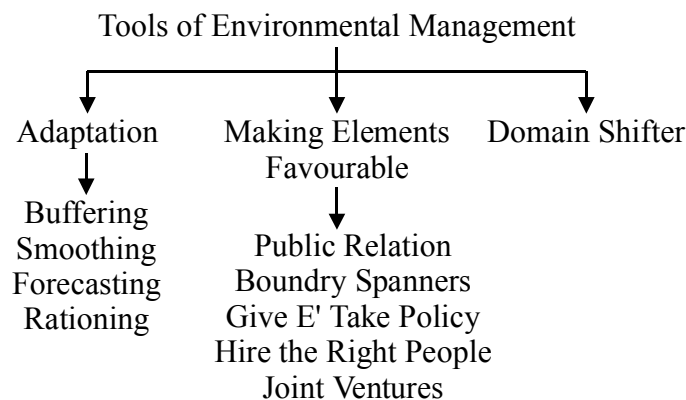 Tools of Environmental Management
Adaptation
Buffering
Smoothing
Forecasting
Rationing
Making Elements
Favourable
Public Relation
Boundry Spanners
Give E' Take Policy
Hire the Right People
Joint Ventures
Domain Shifter